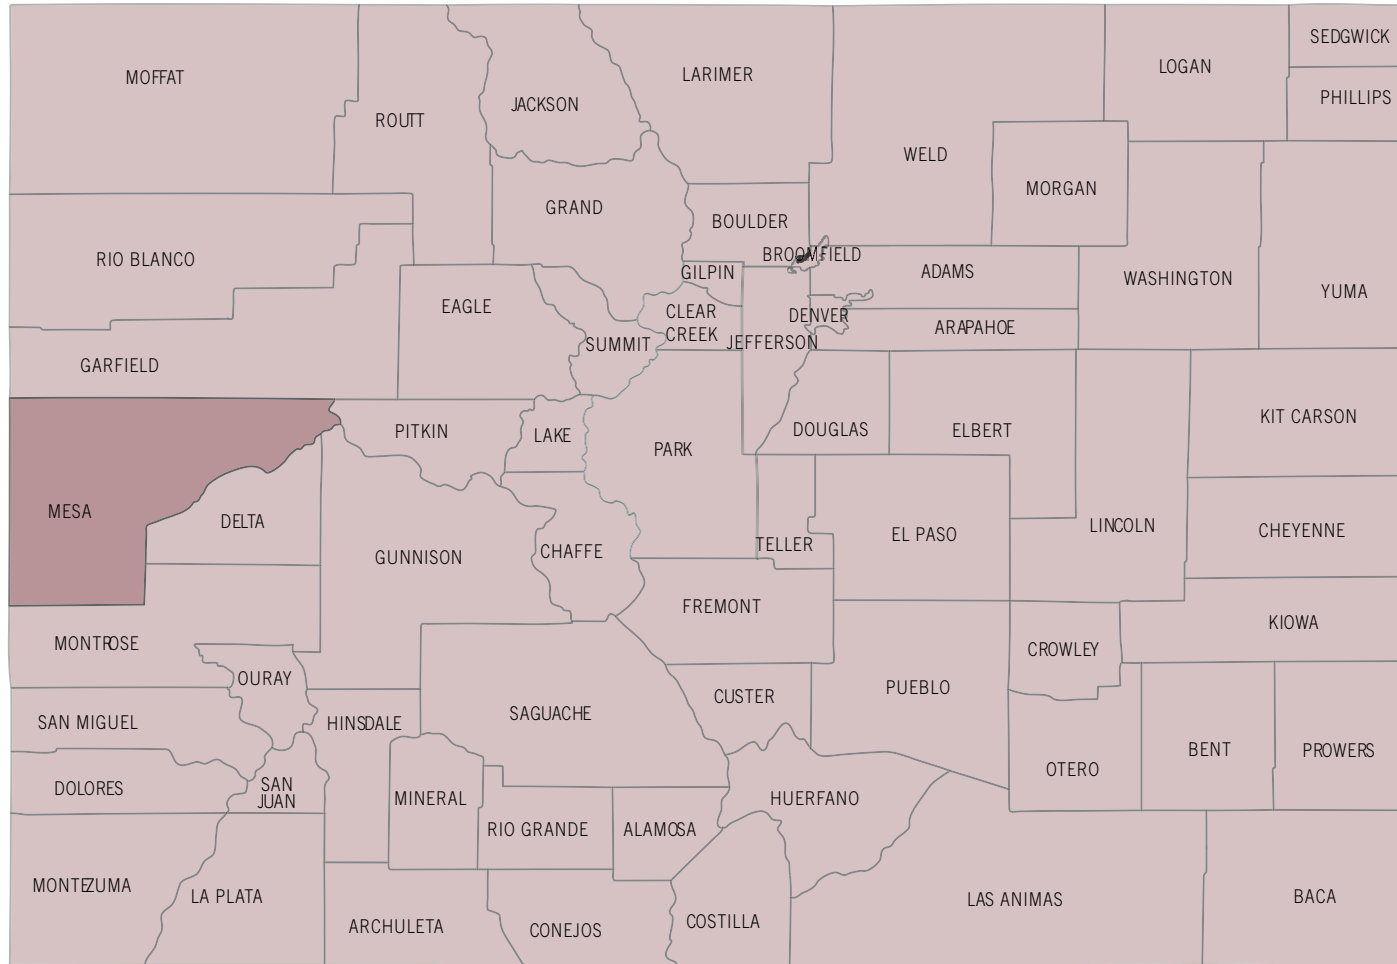 SEDGWICK
LOGAN
LARIMER
MOFFAT
PHILLIPS
JACKSON
ROUTT
WELD
MORGAN
GRAND
BOULDER
BROOMFIELD
RIO BLANCO
GILPIN
ADAMS
WASHINGTON
YUMA
EAGLE
CLEAR
CREEK
DENVER
ARAPAHOE
SUMMIT
JEFFERSON
GARFIELD
KIT CARSON
PITKIN
LAKE
DOUGLAS
ELBERT
PARK
MESA
DELTA
LINCOLN
CHEYENNE
EL PASO
TELLER
GUNNISON
CHAFFE
FREMONT
KIOWA
MONTROSE
CROWLEY
OURAY
PUEBLO
CUSTER
SAGUACHE
SAN MIGUEL
HINSDALE
BENT
PROWERS
OTERO
DOLORES
SAN
JUAN
MINERAL
HUERFANO
RIO GRANDE
ALAMOSA
MONTEZUMA
LA PLATA
BACA
LAS ANIMAS
COSTILLA
ARCHULETA
CONEJOS